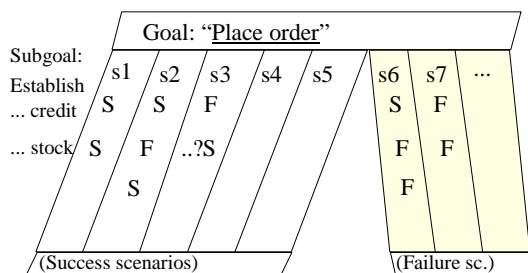 Goal: “Place order”
Subgoal: s1 s2 s3 s4 s5 s6 s7 ...
Establish
... credit S S F S F
... stock S F ..?S F F
S F
(Success scenarios) (Failure sc.)